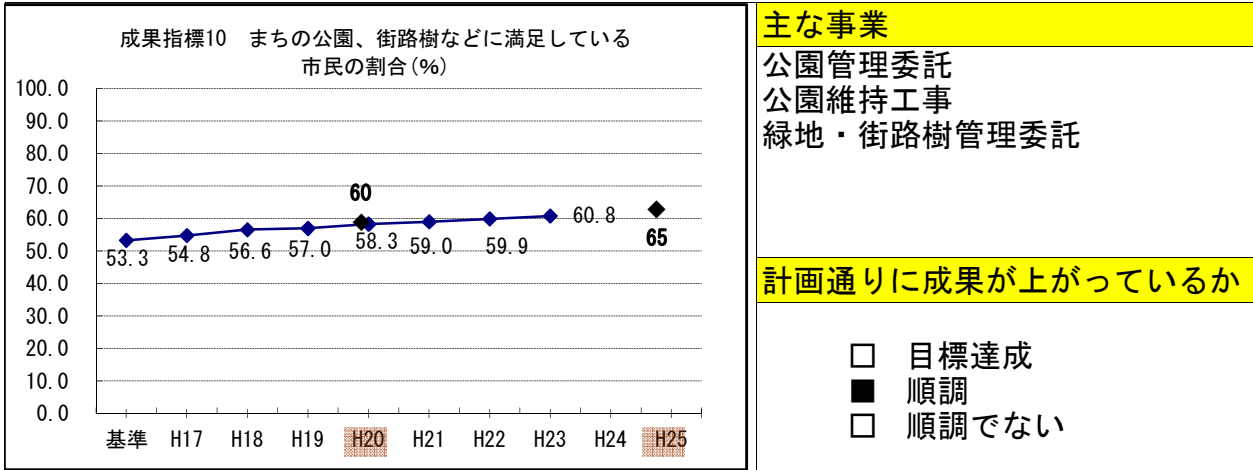 成果指標10　まちの公園、街路樹などに満足している
市民の割合(%)
100.0
90.0
80.0
70.0
60.0
50.0
40.0
30.0
20.0
10.0
0.0
60
53.3 54.8 56.6 57.0 58.3 59.0 59.9 60.8
65
基準 H17 H18 H19 H20 H21 H22 H23 H24 H25
主な事業
公園管理委託
公園維持工事
緑地・街路樹管理委託
計画通りに成果が上がっているか
□ 目標達成
■ 順調
□ 順調でない